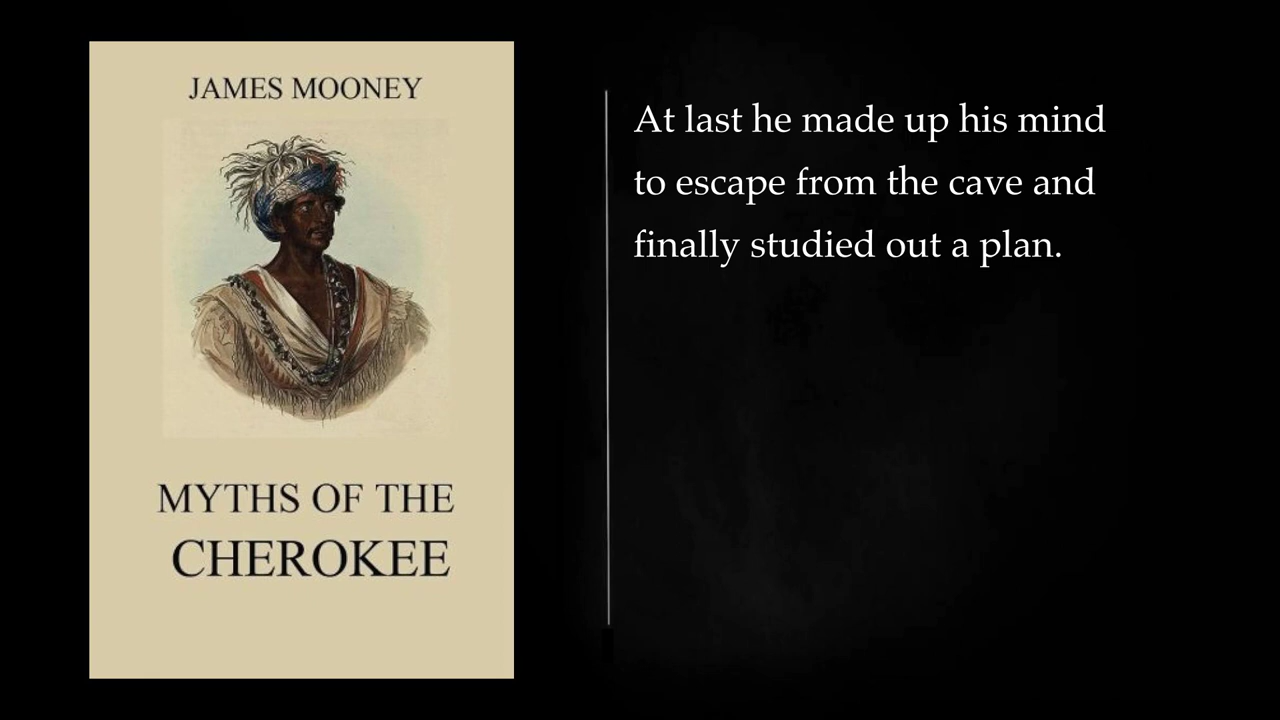 JAMES MOONEY
MYTHS OF THE
CHEROKEE
At last he made up his mind
to escape from the cave and
finally studied out a plan.